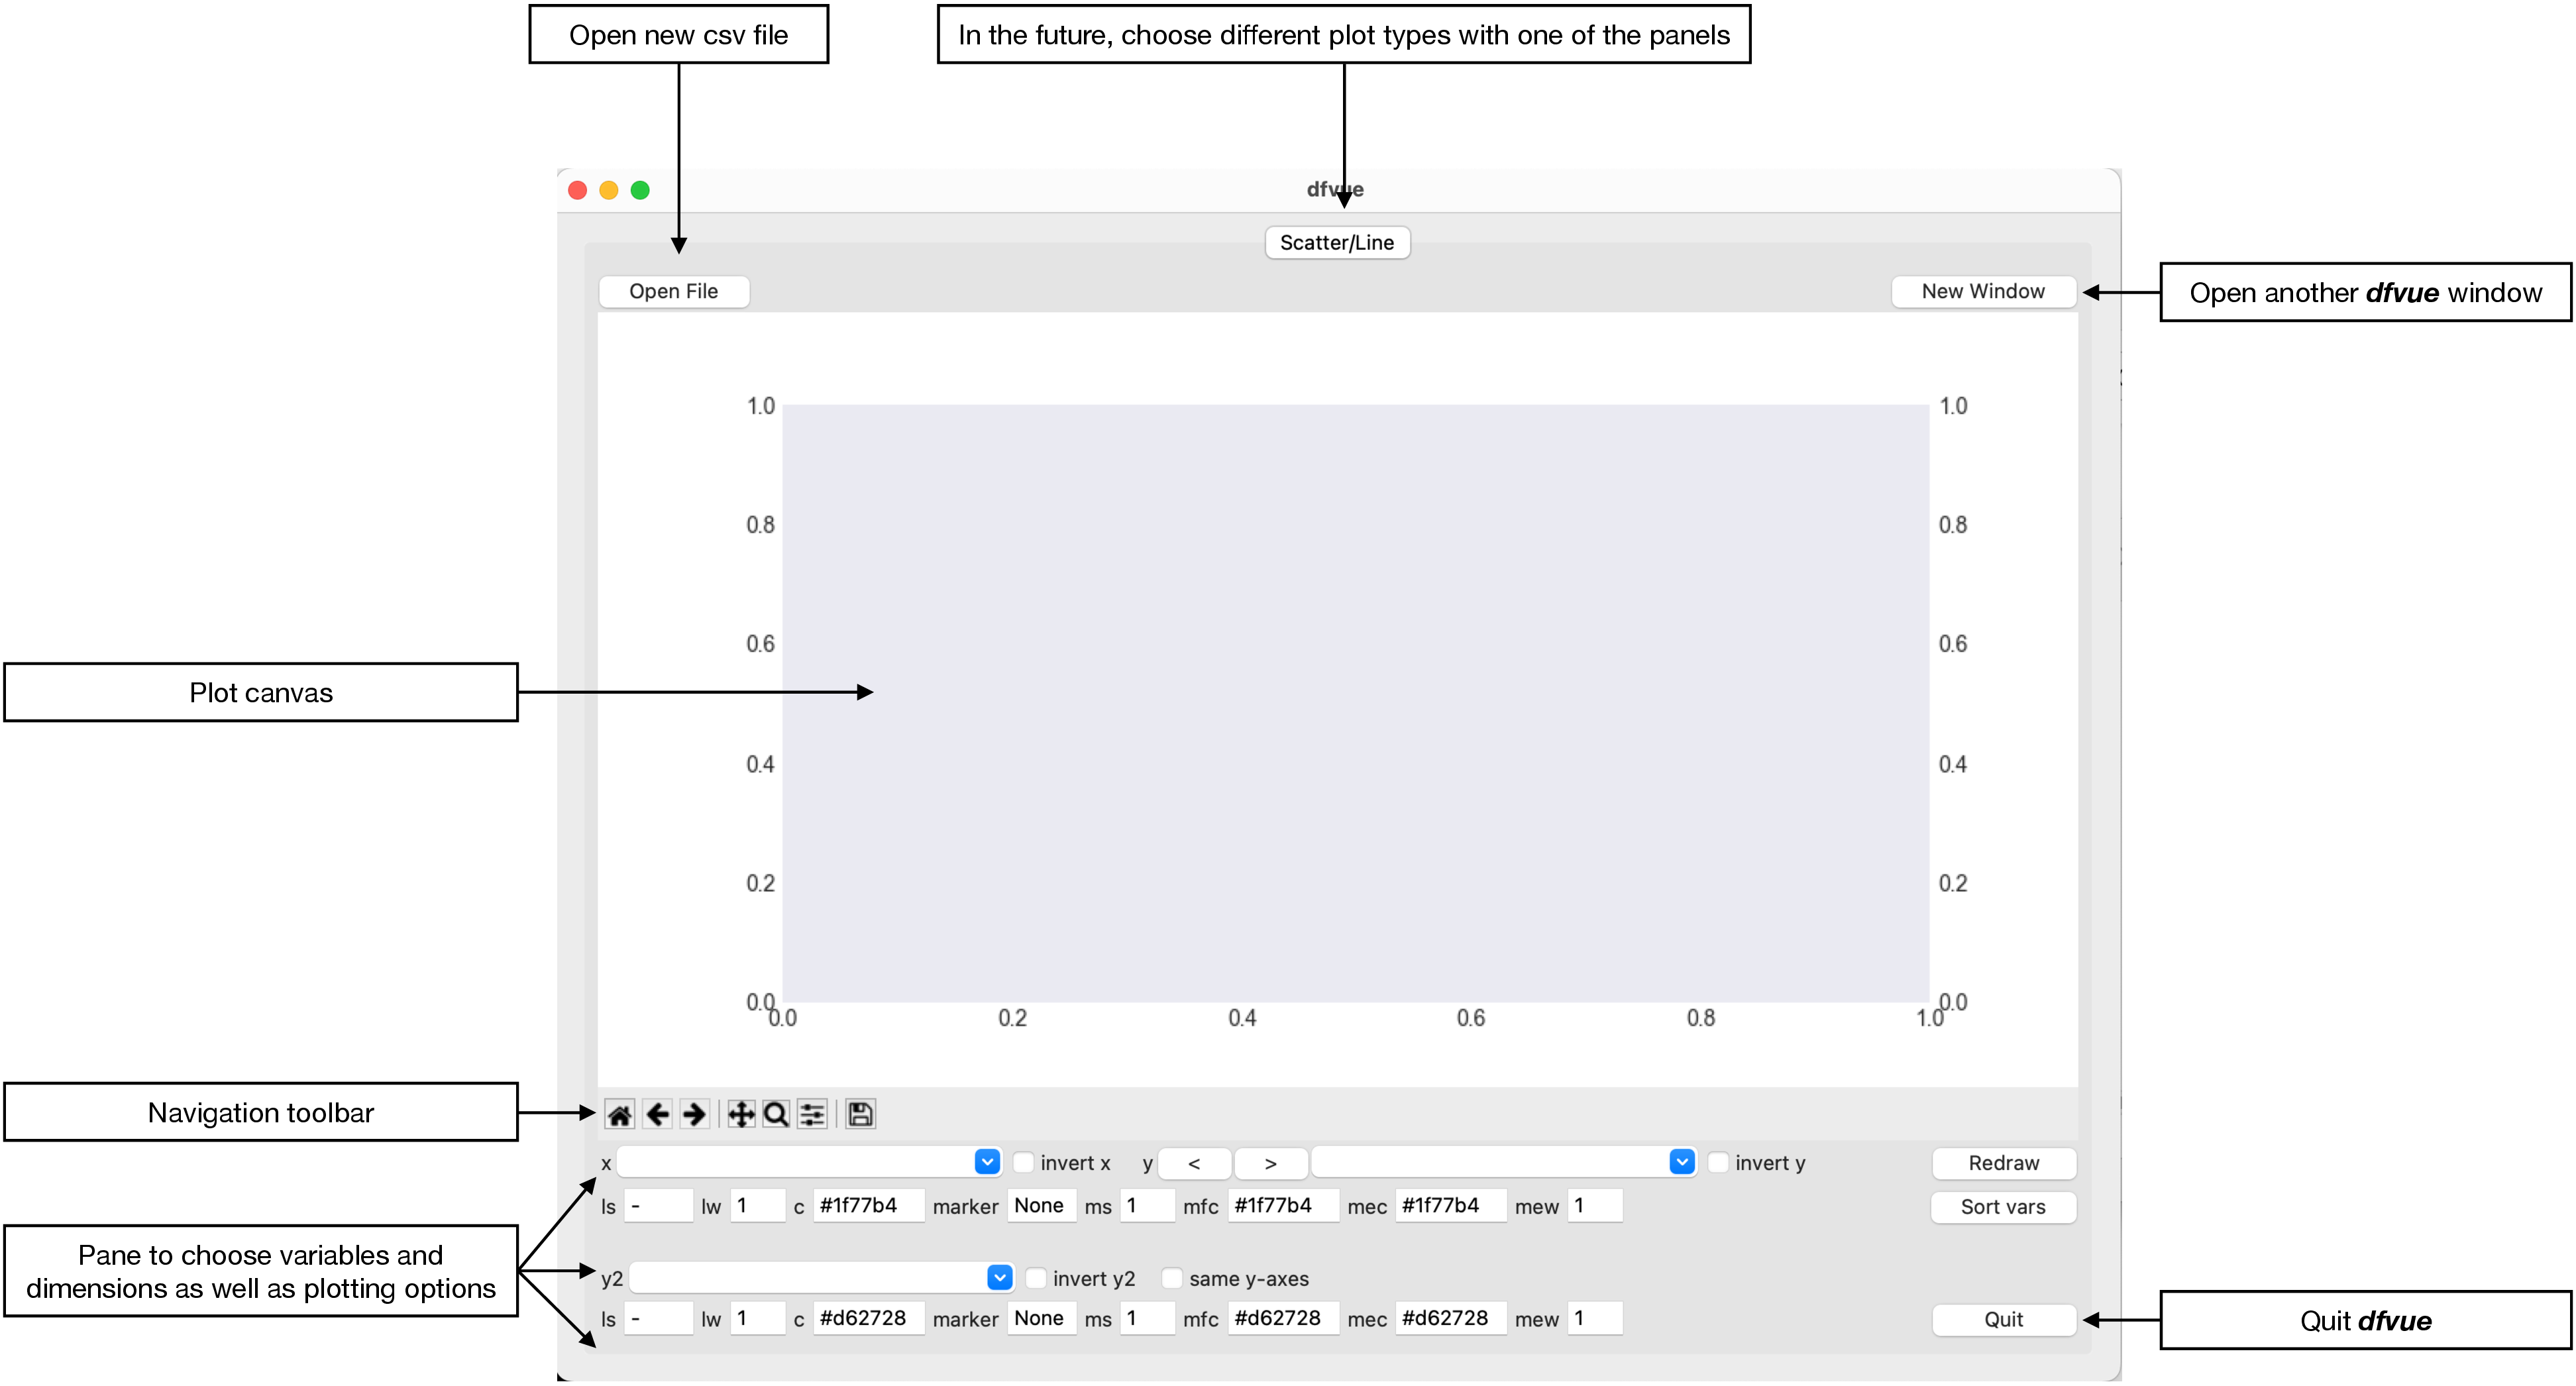 Open new csv file
In the future, choose different plot types with one of the panels
dfvue
Scatter/Line
Open File
New Window
Open another dfvue window
1.0
1.0
0.8
0.8
0.6
0.6
Plot canvas
0.4
0.4
0.2
0.2
0.0
0.0
0.0 0.2 0.4 0.6 0.8 1.0
Navigation toolbar
x invert x y < > invert y Redraw
ls - lw 1 c #1f77b4 marker None ms 1 mfc #1f77b4 mec #1f77b4 mew 1 Sort vars
Pane to choose variables and
dimensions as well as plotting options
y2 invert y2 same y-axes
ls - lw 1 c #d62728 marker None ms 1 mfc #d62728 mec #d62728 mew 1 Quit
Quit dfvue